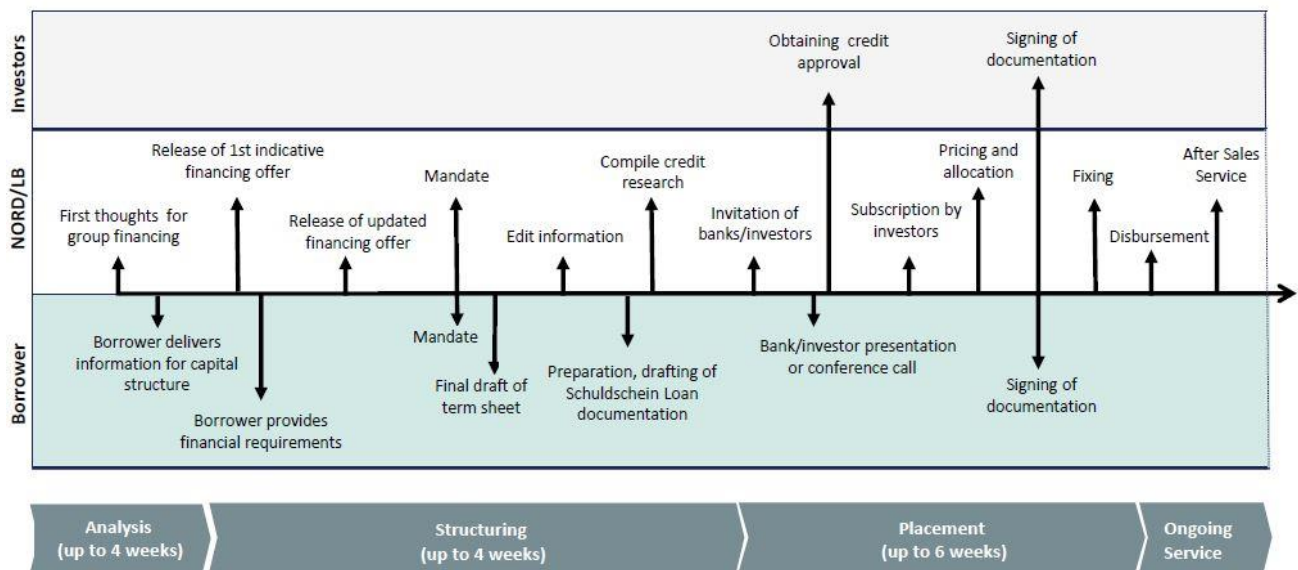 Investors
Obtaining credit
approval
Signing of
documentation
NORD/LB
First thoughts for
group financing
Release of 1st indicative
financing offer
Release of updated
financing offer
Mandate
Edit information
Compile credit
research
Invitation of
banks/investors
Subscription by
investors
Pricing and
allocation
Fixing
Disbursement
After Sales
Service
Borrower
Borrower delivers
information for capital
structure
Borrower provides
financial requirements
Mandate
Final draft of
term sheet
Preparation, drafting of
Schuldschein Loan
documentation
Bank/investor presentation
or conference call
Signing of
documentation
Analysis
(up to 4 weeks)
Structuring
(up to 4 weeks)
Placement
(up to 6 weeks)
Ongoing
Service